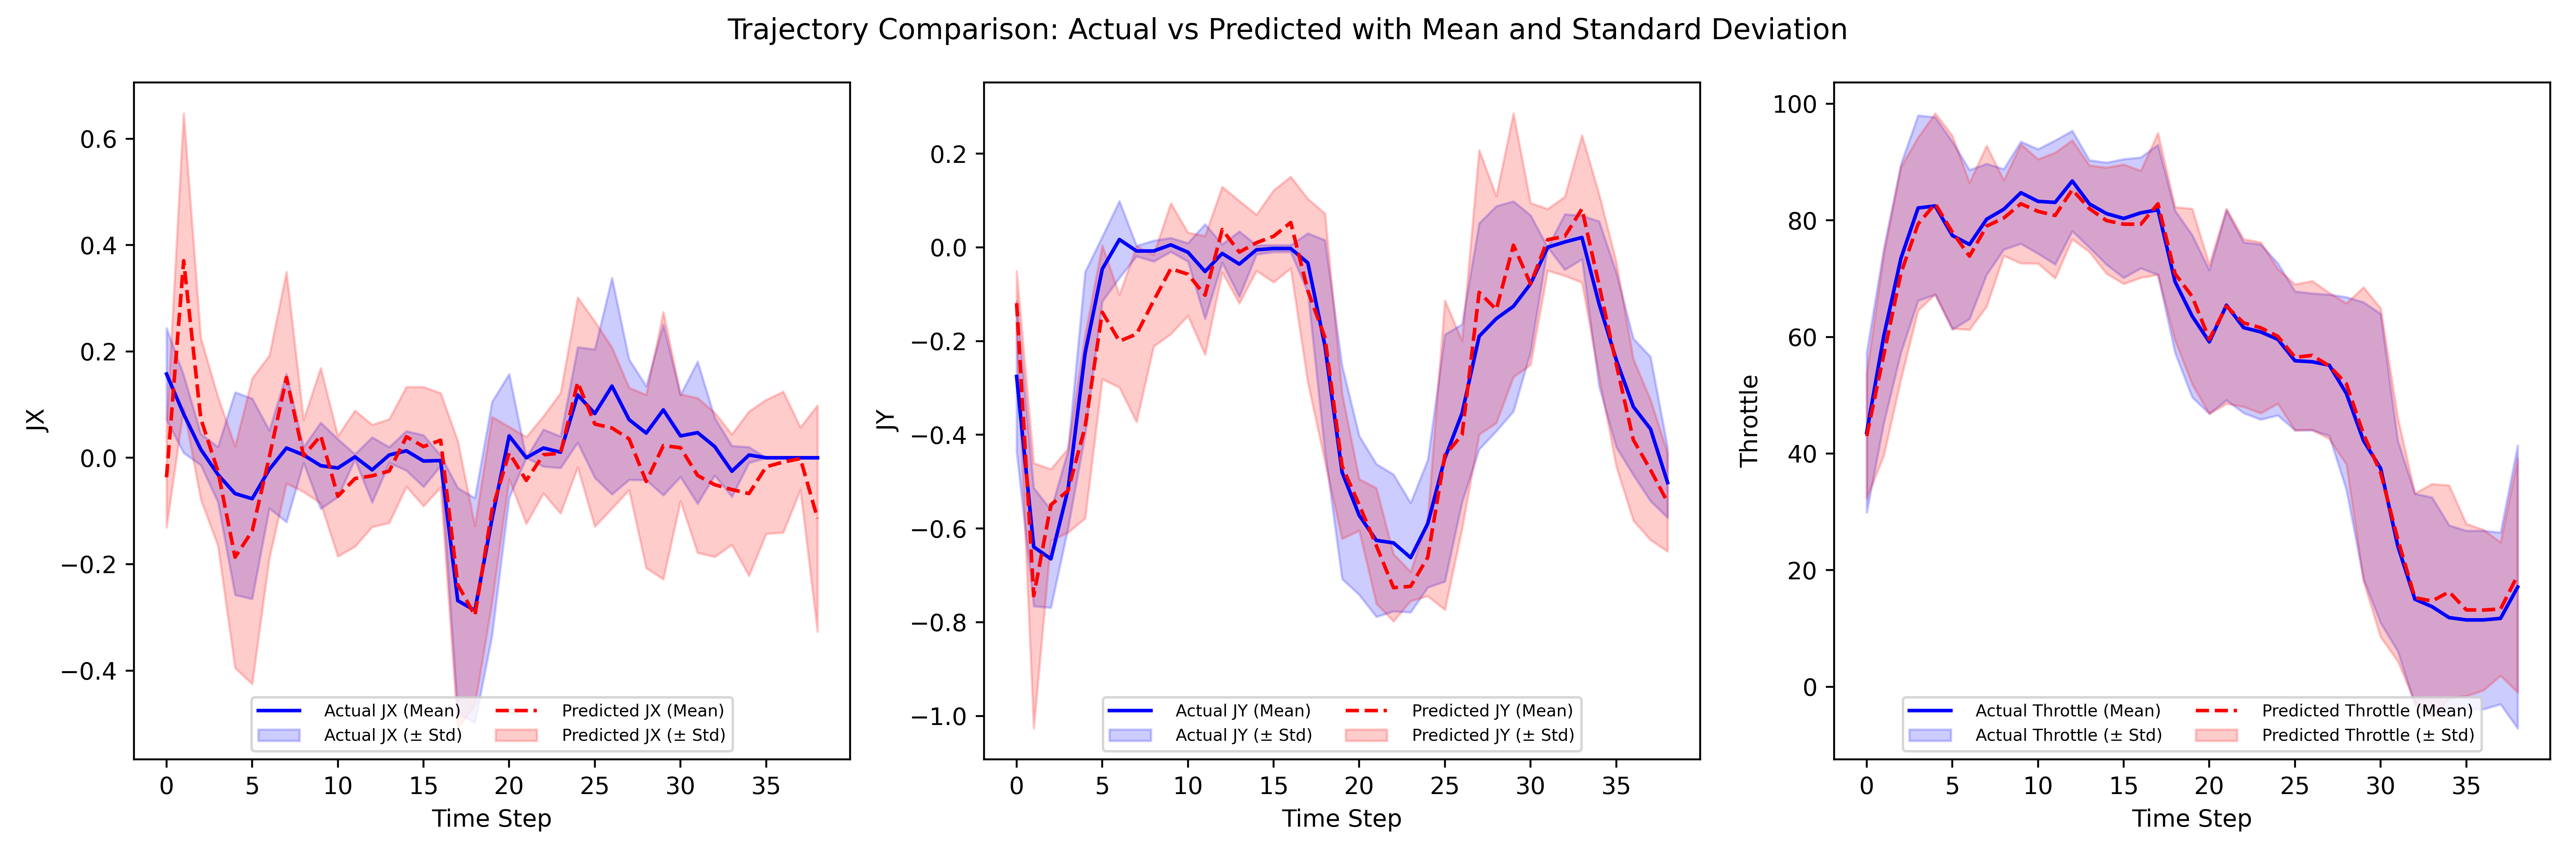 Trajectory Comparison: Actual vs Predicted with Mean and Standard Deviation
JX
0.6
0.4
0.2
0.0
−0.2
−0.4
Actual JX (Mean)
Actual JX (± Std)
Predicted JX (Mean)
Predicted JX (± Std)
0 5 10 15 20 25 30 35
Time Step
JY
0.2
0.0
−0.2
−0.4
−0.6
−0.8
−1.0
Actual JY (Mean)
Actual JY (± Std)
Predicted JY (Mean)
Predicted JY (± Std)
0 5 10 15 20 25 30 35
Time Step
Throttle
100
80
60
40
20
0
Actual Throttle (Mean)
Actual Throttle (± Std)
Predicted Throttle (Mean)
Predicted Throttle (± Std)
0 5 10 15 20 25 30 35
Time Step